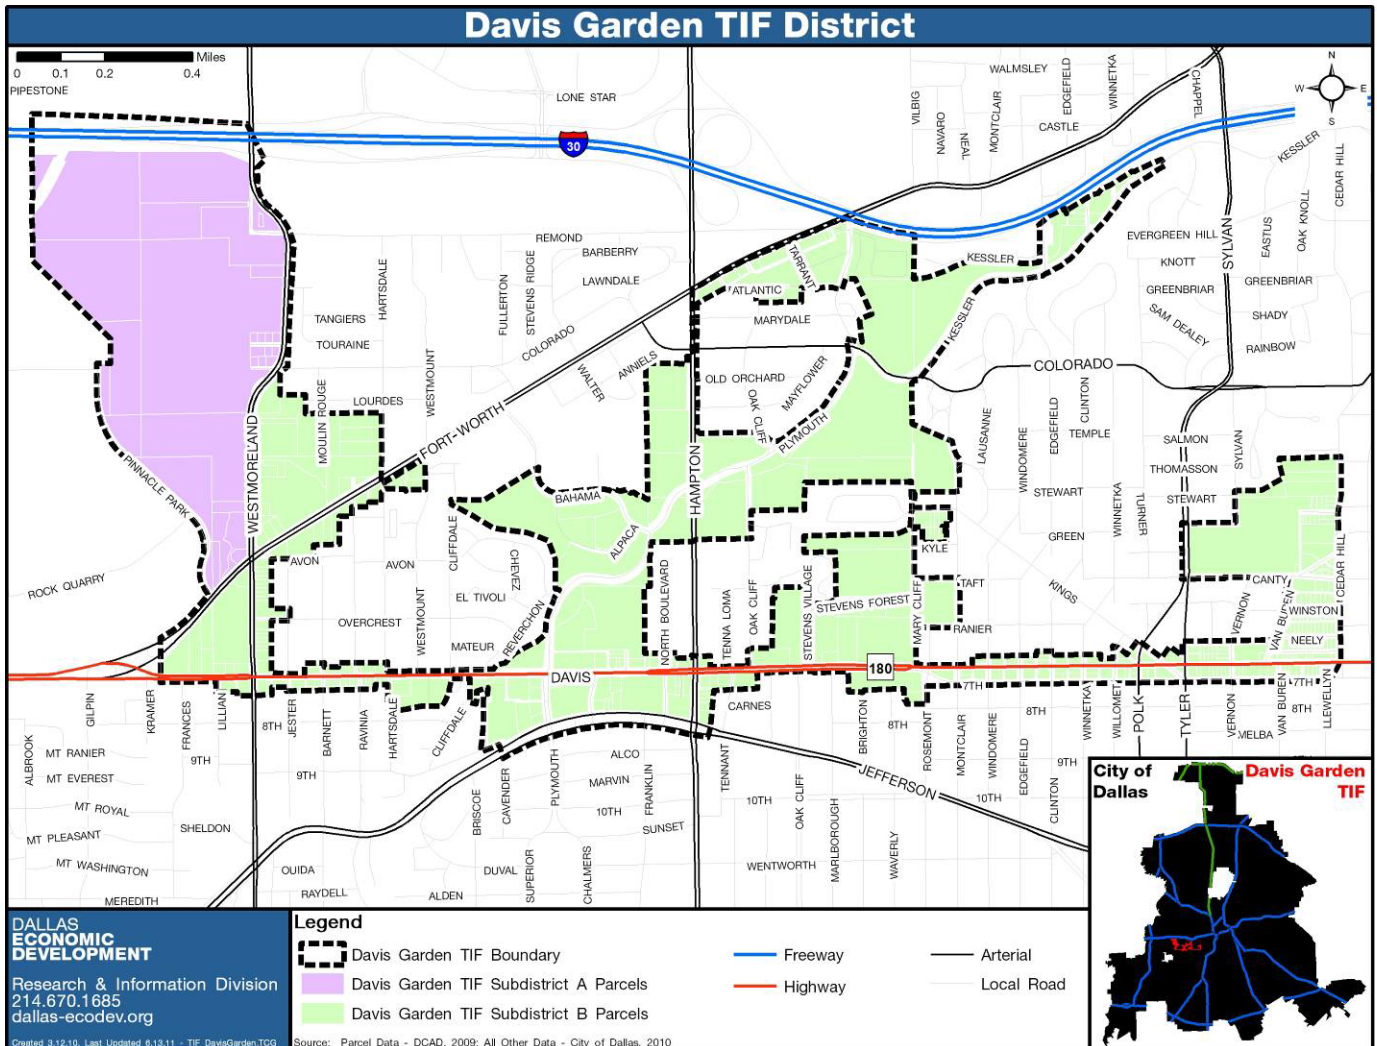 Davis Garden TIF District
Miles
0 0.1 0.2 0.4
PIPESTONE
N
W E
S
LONE STAR
30
WALMSLEY
EDGEFIELD
WINNETKA
CHAPPEL
VILBIG
NAVARO
NEAL
MONTCLAIR
CASTLE
KESSLER
CEDAR HILL
OAK KNOLL
EASTUS
SYLVAN
EVERGREEN HILL
KNOTT
GREENBRIAR
GREENBRIAR
SAM DEALEY
SHADY
RAINBOW
REMOND
BARBERRY
LAWNDALE
STEVENS RIDGE
FULLERTON
HARTSDALE
TANGIERS
TOURAINE
COLORADO
WALTER
ANNIELS
WESTMOUNT
LOURDES
MOULIN ROUGE
FORT-WORTH
WESTMORELAND
PINNACLE PARK
TARRANT
ATLANTIC
MARYDALE
KESSLER
KESSLER
OLD ORCHARD
MAYFLOWER
OAK CLIFF
PLYMOUTH
HAMPTON
COLORADO
CLINTON
EDGEFIELD
TEMPLE
LAUSANNE
WINDOMERE
STEWART
WINNETKA
TURNER
GREEN
KINGS
SALMON
THOMASSON
STEWART
SYLVAN
BAHAMA
ALPACA
CLIFFDALE
CHEVEZ
EL TIVOLI
REVERCHON
MATEUR
AVON
AVON
WESTMOUNT
OVERCREST
ROCK QUARRY
NORTH BOULEVARD
TENNA LOMA
OAK CLIFF
STEVENS VILLAGE
STEVENS FOREST
MARY CLIFF
KYLE
TAFT
RANIER
CANTY
CEDAR HILL
VERNON
VAN BUREN
WINSTON
NEELY
DAVIS
180
7TH
7TH
GILPIN
KRAMER
FRANCES
LILLIAN
8TH
JESTER
BARNETT
RAVINIA
HARTSDALE
CLIFFDALE
CARNES
BRIGHTON
8TH
ROSEMONT
MONTCLAIR
WINDOMERE
EDGEFIELD
8TH
WINNETKA
WILLOMET
POLK
TYLER
VERNON
MELBA
VAN BUREN
8TH
LLEWELLYN
ALBROOK
MT RANIER
MT EVEREST
MT ROYAL
MT PLEASANT
MT WASHINGTON
MEREDITH
9TH
9TH
SHELDON
OUIDA
RAYDELL
ALDEN
BRISCOE
CAVENDER
DUVAL
SUPERIOR
PLYMOUTH
CHALMERS
ALCO
MARVIN
10TH
FRANKLIN
SUNSET
TENNANT
10TH
OAK CLIFF
WENTWORTH
MARLBOROUGH
WAVERLY
JEFFERSON
10TH
9TH
CLINTON
City of
Dallas
Davis Garden
TIF
DALLAS
ECONOMIC
DEVELOPMENT
Research & Information Division
214.670.1685
dallas-ecodev.org
Created 3.12.10, Last Updated 6.13.11 - TIF_DavisGarden.TCG
Legend
Davis Garden TIF Boundary
Davis Garden TIF Subdistrict A Parcels
Davis Garden TIF Subdistrict B Parcels
Freeway
Highway
Arterial
Local Road
Source: Parcel Data - DCAD, 2009; All Other Data - City of Dallas, 2010